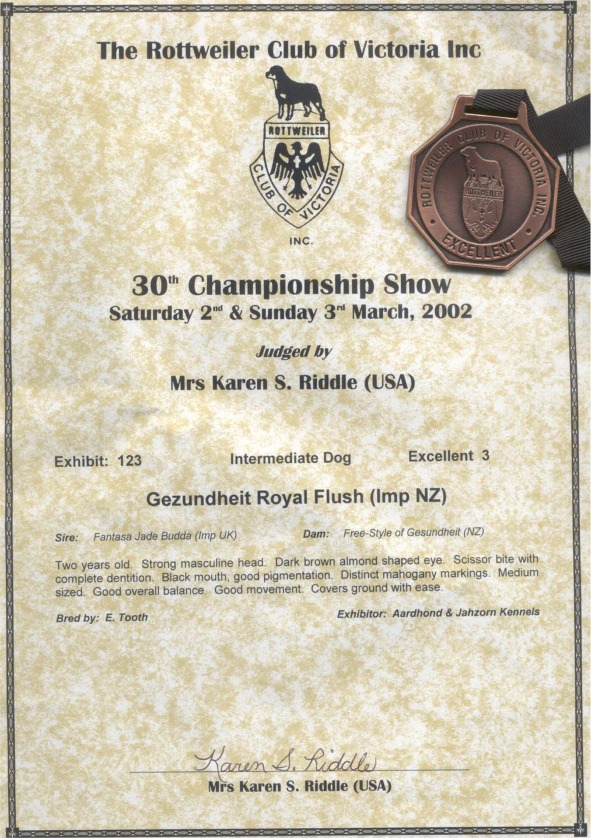 The Rottweiler Club of Victoria Inc
ROTTWEILER
CLUB OF VICTORIA
INC.
ROTTWEILER CLUB OF VICTORIA INC.
ROTTWEILER
• EXCELLENT •
30th Championship Show
Saturday 2nd & Sunday 3rd March, 2002
Judged by
Mrs Karen S. Riddle (USA)
Exhibit: 123 Intermediate Dog Excellent 3
Gezundheit Royal Flush (Imp NZ)
Sire: Fantasa Jade Budda (Imp UK) Dam: Free-Style of Gesundheit (NZ)
Two years old. Strong masculine head. Dark brown almond shaped eye. Scissor bite with
complete dentition. Black mouth, good pigmentation. Distinct mahogany markings. Medium
sized. Good overall balance. Good movement. Covers ground with ease.
Bred by: E. Tooth Exhibitor: Aardhond & Jahzorn Kennels
Karen S. Riddle
Mrs Karen S. Riddle (USA)